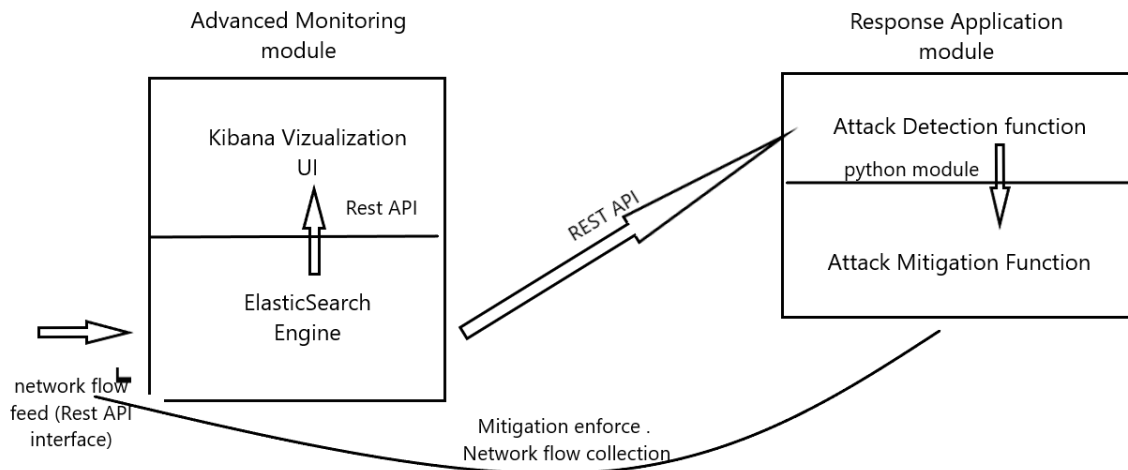 Advanced Monitoring
module
Kibana Vizualization
UI
Rest API
ElasticSearch
Engine
network flow
feed (Rest API
interface)
REST API
Response Application
module
Attack Detection function
python module
Attack Mitigation Function
Mitigation enforce .
Network flow collection